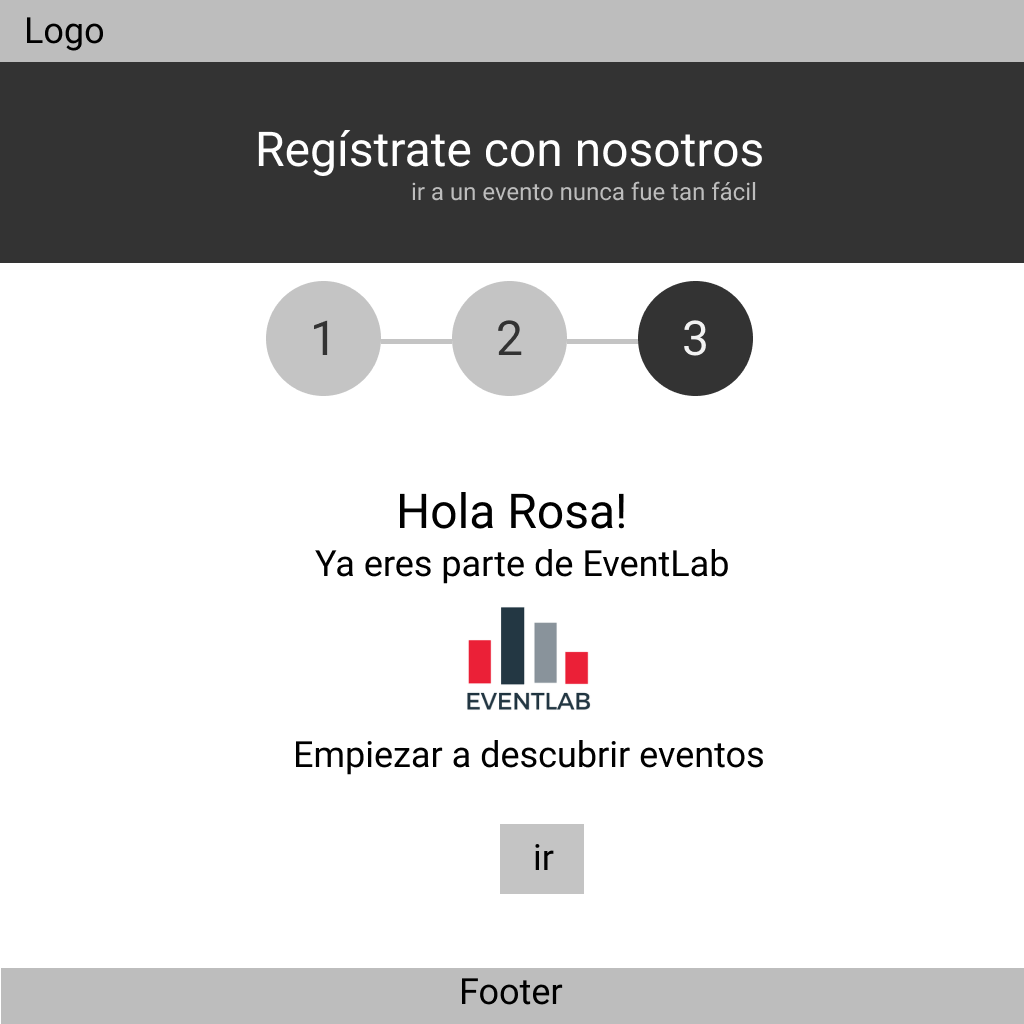 Logo
Regístrate con nosotros
ir a un evento nunca fue tan fácil
1 2 3
Hola Rosa!
Ya eres parte de EventLab
EVENTLAB
Empiezar a descubrir eventos
ir
Footer